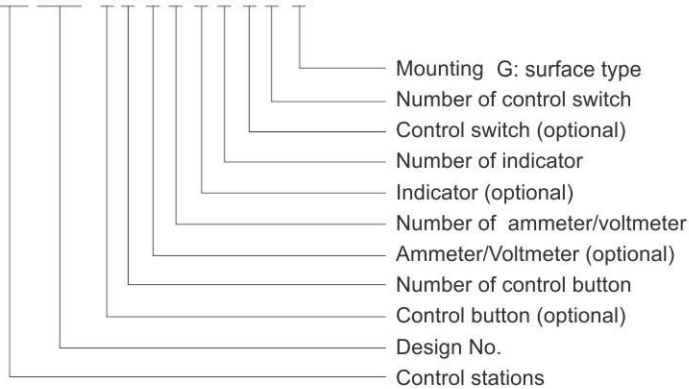 Mounting G: surface type
Number of control switch
Control switch (optional)
Number of indicator
Indicator (optional)
Number of ammeter/voltmeter
Ammeter/Voltmeter (optional)
Number of control button
Control button (optional)
Design No.
Control stations